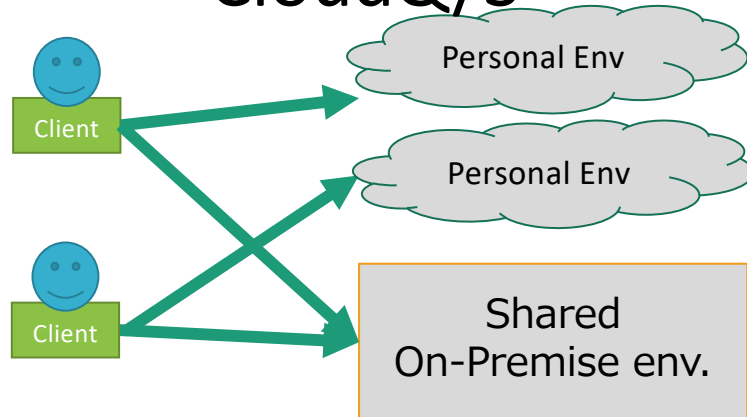 Personal Env
Client
Personal Env
Client
Shared
On-Premise env.